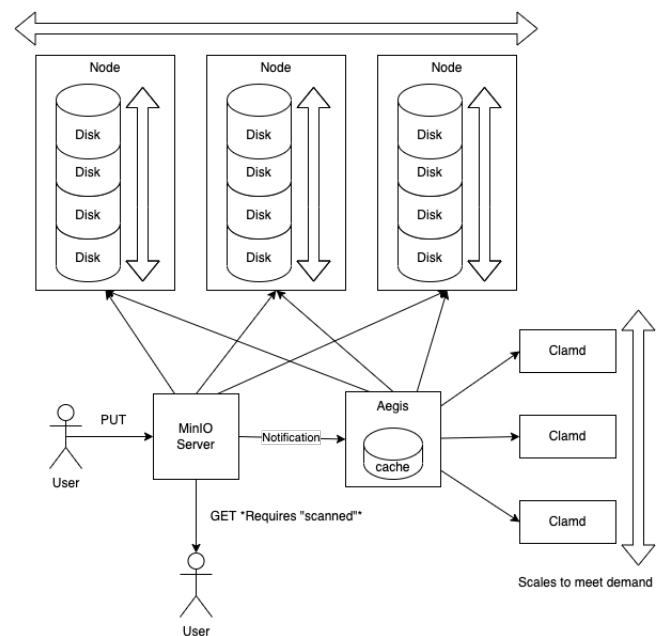 Node
Node
Node
Disk
Disk
Disk
Disk
Disk
Disk
Disk
Disk
Disk
Disk
Disk
Disk
Clamd
PUT
MinIO
Server
Notification
Aegis
cache
Clamd
User
GET *Requires "scanned"*
Clamd
Scales to meet demand
User